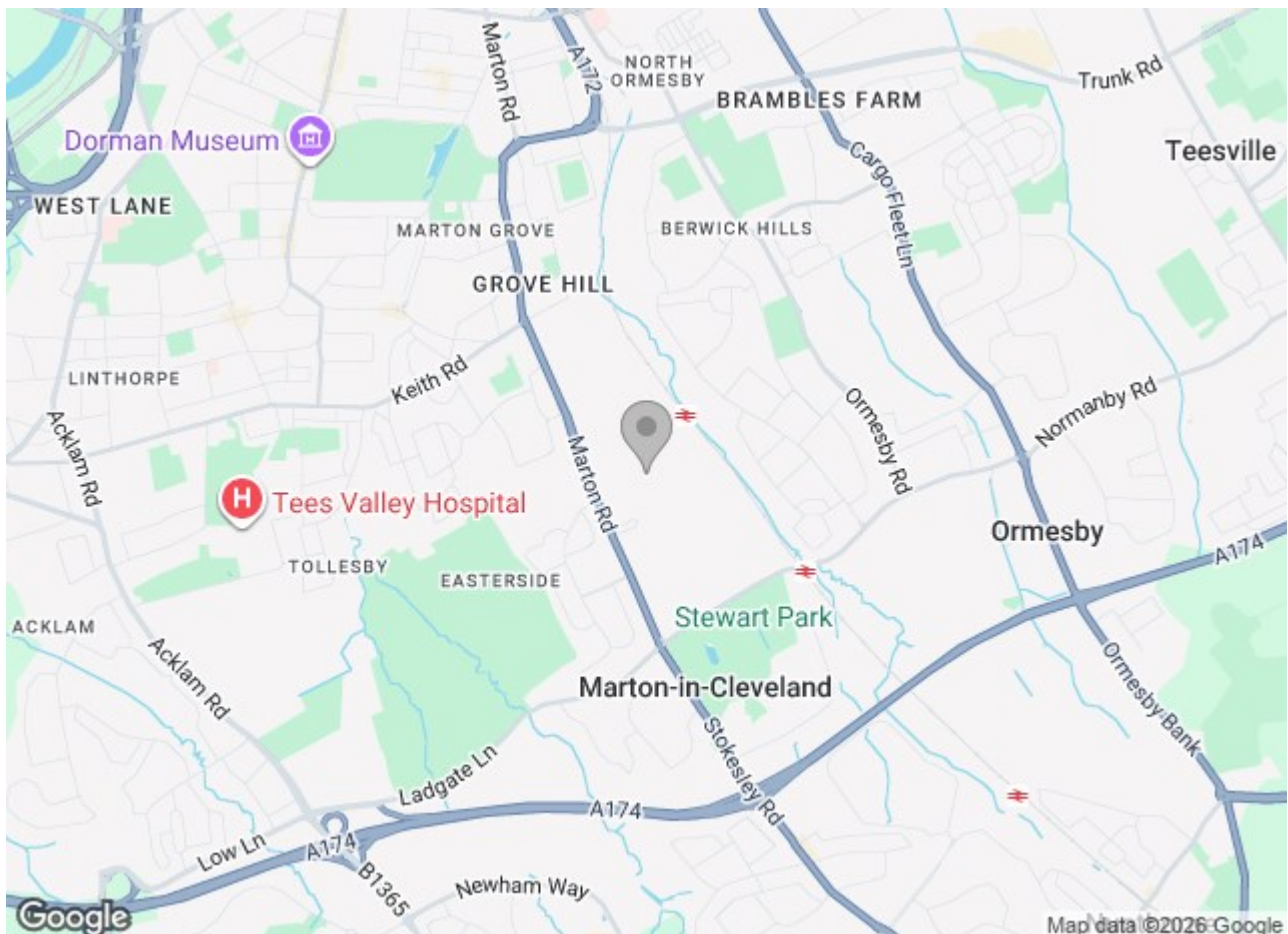 Marton Rd
A172
NORTH
ORMESBY
BRAMBLES FARM
Trunk Rd
Dorman Museum
Cargo Fleet Ln
Teesville
WEST LANE
MARTON GROVE
BERWICK HILLS
GROVE HILL
LINTHORPE
Keith Rd
Ormesby Rd
Normanby Rd
Acklam Rd
Marton Rd
H
Tees Valley Hospital
Ormesby
A174
TOLLESBY
EASTERSIDE
Stewart Park
ACKLAM
Acklam Rd
Marton-in-Cleveland
Ormesby Bank
Stokesley Rd
Ladgate Ln
A174
Low Ln
A174
B1365
Newham Way
Google
Map data ©2026 Google